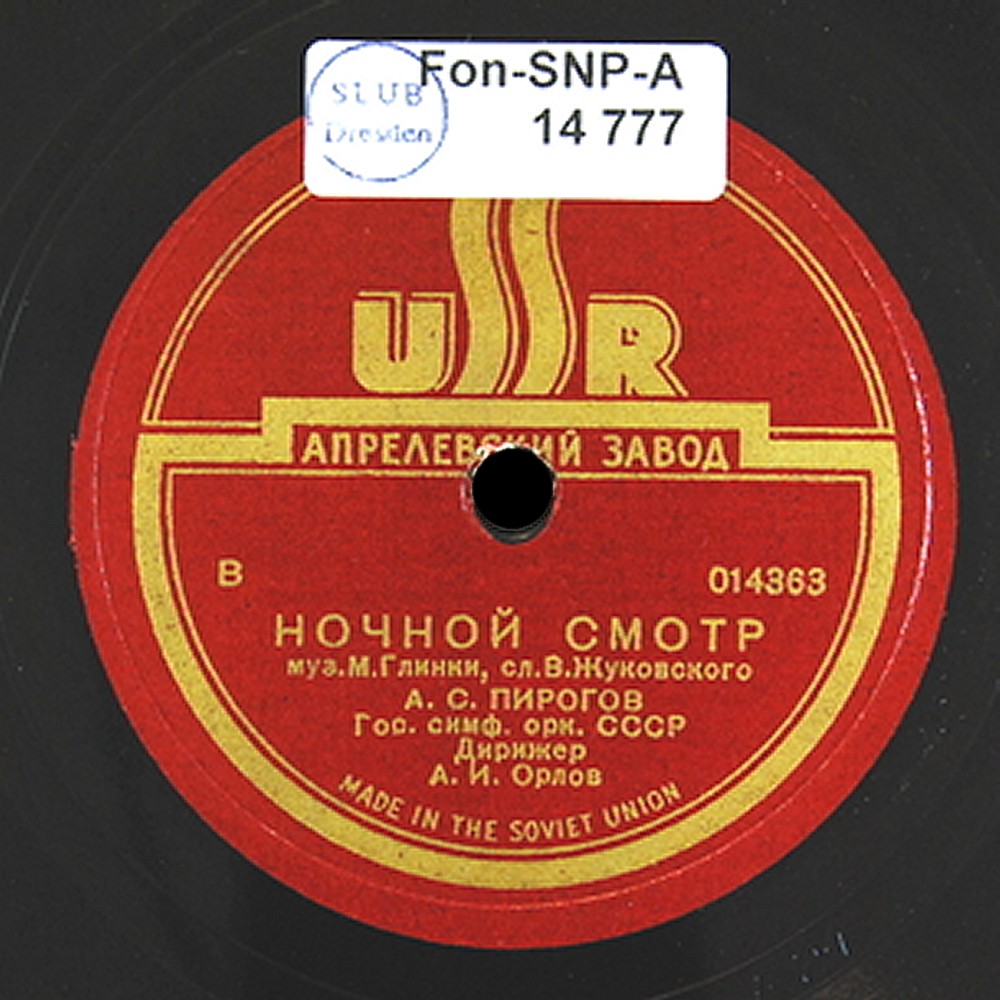 SLUB
Dresden
Fon-SNP-A
14 777
USSR
АПРЕЛЕВСКИЙ ЗАВОД
В
014363
НОЧНОЙ СМОТР
муз.М.Глинки, сл.В.Жуковского
А. С. ПИРОГОВ
Гос. симф. орк. СССР
Дирижер
А. И. Орлов
MADE IN THE SOVIET UNION